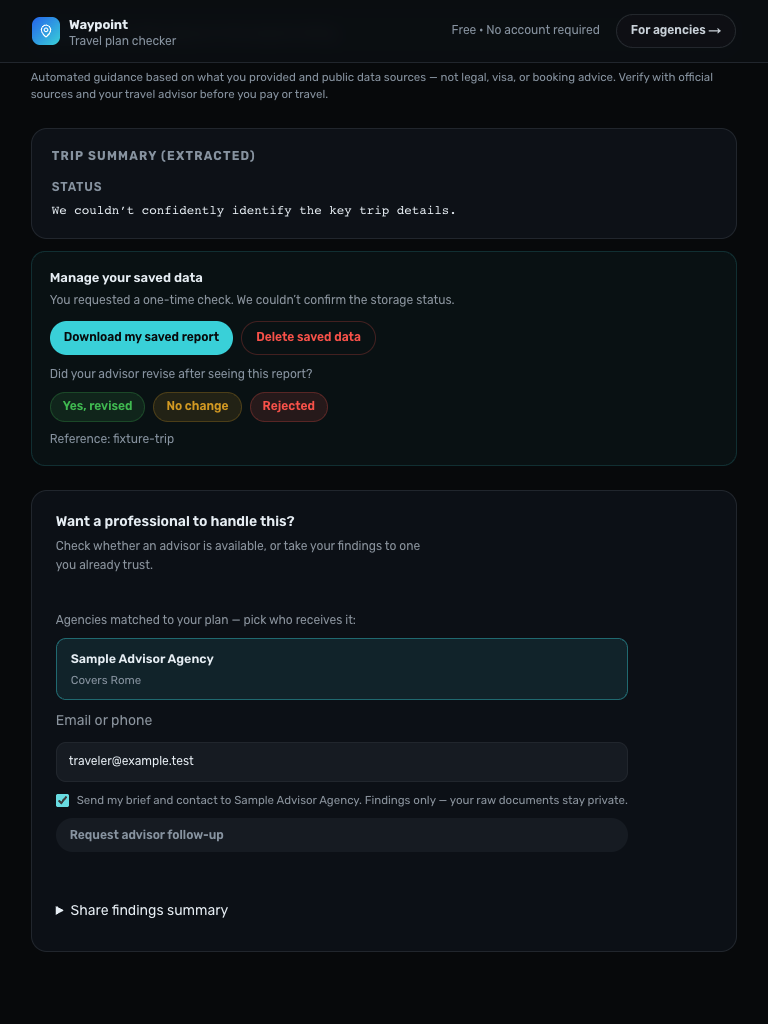 Waypoint
Travel plan checker
Free • No account required
For agencies →
Automated guidance based on what you provided and public data sources — not legal, visa, or booking advice. Verify with official
sources and your travel advisor before you pay or travel.
TRIP SUMMARY (EXTRACTED)
STATUS
We couldn’t confidently identify the key trip details.
Manage your saved data
You requested a one-time check. We couldn't confirm the storage status.
Download my saved report
Delete saved data
Did your advisor revise after seeing this report?
Yes, revised
No change
Rejected
Reference: fixture-trip
Want a professional to handle this?
Check whether an advisor is available, or take your findings to one
you already trust.
Agencies matched to your plan — pick who receives it:
Sample Advisor Agency
Covers Rome
Email or phone
traveler@example.test
Send my brief and contact to Sample Advisor Agency. Findings only — your raw documents stay private.
Request advisor follow-up
Share findings summary